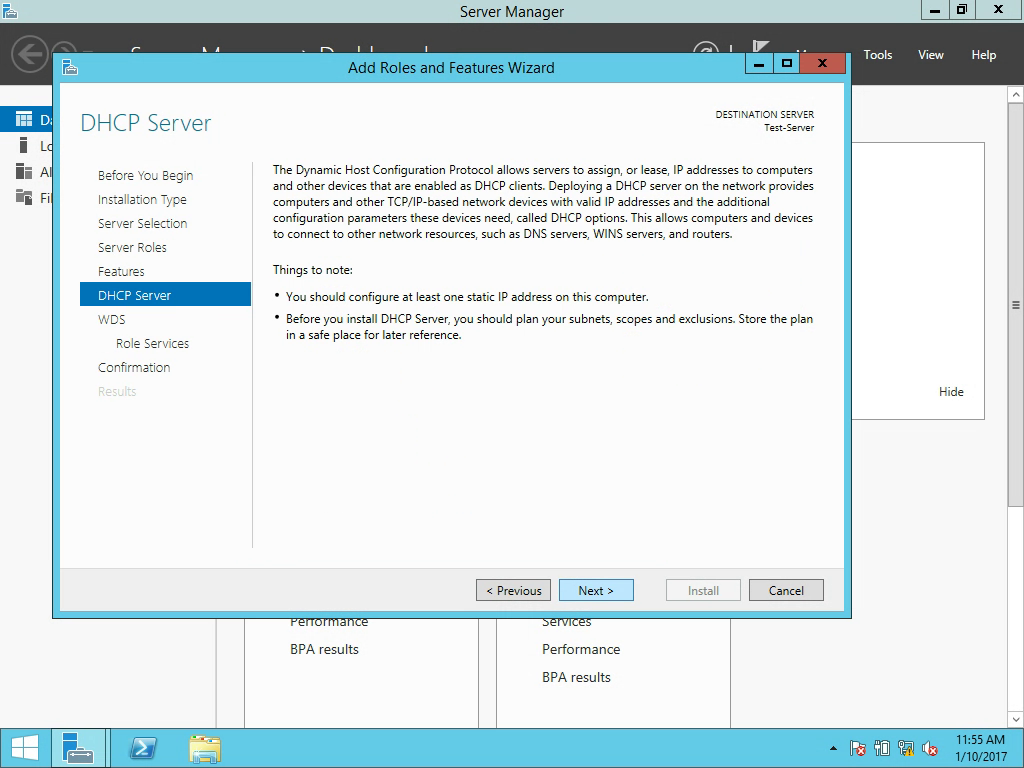 Server Manager
Tools
View
Help
Add Roles and Features Wizard
DHCP Server
DESTINATION SERVER
Test-Server
Before You Begin
Installation Type
Server Selection
Server Roles
Features
DHCP Server
WDS
Role Services
Confirmation
Results
The Dynamic Host Configuration Protocol allows servers to assign, or lease, IP addresses to computers
and other devices that are enabled as DHCP clients. Deploying a DHCP server on the network provides
computers and other TCP/IP-based network devices with valid IP addresses and the additional
configuration parameters these devices need, called DHCP options. This allows computers and devices
to connect to other network resources, such as DNS servers, WINS servers, and routers.
Things to note:
• You should configure at least one static IP address on this computer.
• Before you install DHCP Server, you should plan your subnets, scopes and exclusions. Store the plan
in a safe place for later reference.
Hide
< Previous
Next >
Install
Cancel
Performance
BPA results
Services
Performance
BPA results
11:55 AM
1/10/2017